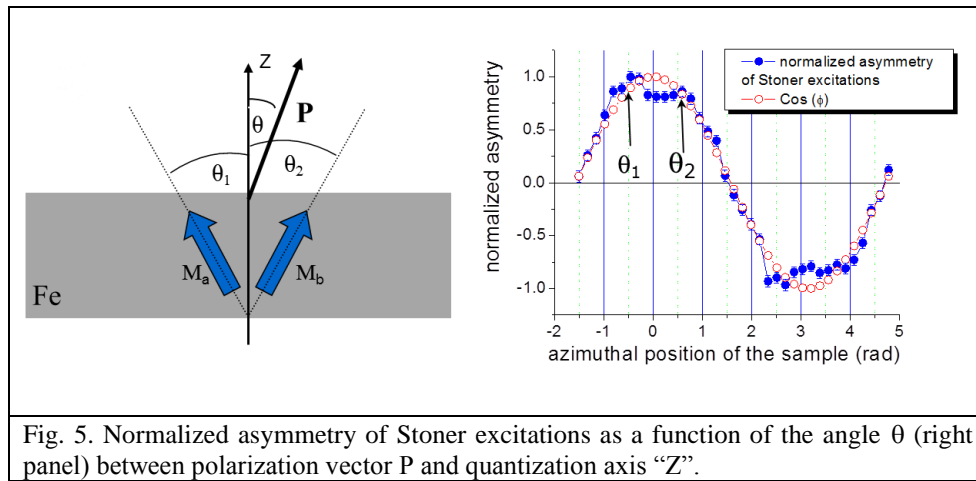 Z
P
θ
θ1
θ2
Ma
Mb
Fe
normalized asymmetry
of Stoner excitations
Cos (ϕ)
normalized asymmetry
1.0
0.5
0.0
-0.5
-1.0
θ1
θ2
-2 -1 0 1 2 3 4 5
azimuthal position of the sample (rad)
Fig. 5. Normalized asymmetry of Stoner excitations as a function of the angle θ (right
panel) between polarization vector P and quantization axis “Z”.